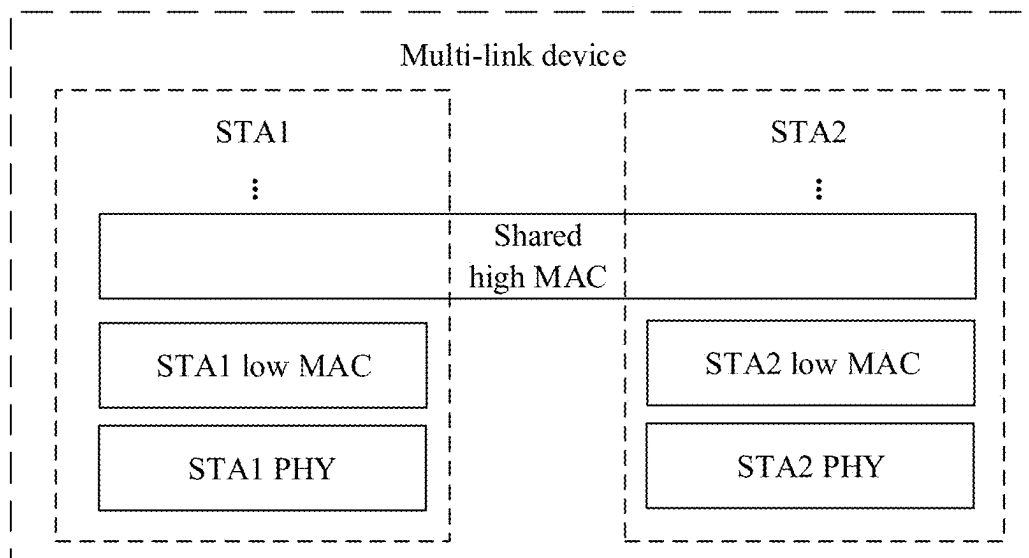 Multi-link device
STA1
STA2
Shared
high MAC
STA1 low MAC
STA2 low MAC
STA1 PHY
STA2 PHY